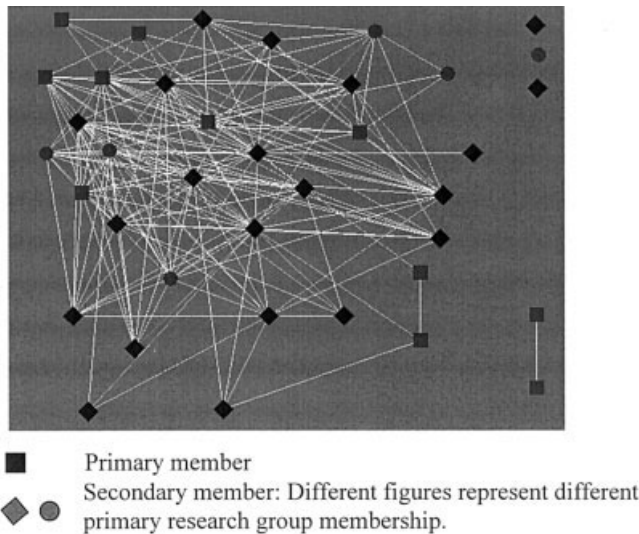 Primary member
Secondary member: Different figures represent different
primary research group membership.